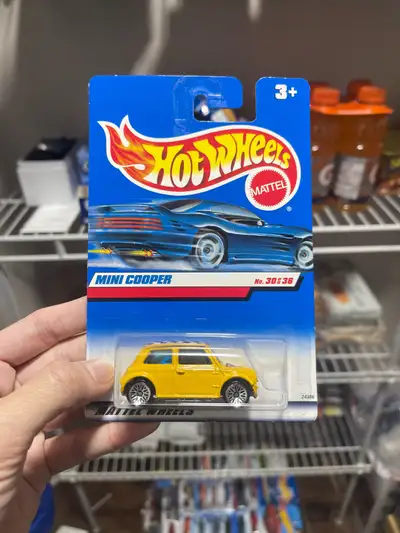 3+
Hot Wheels
MATTEL
®
MINI COOPER
No. 30 OF 36
MATTEL WHEELS